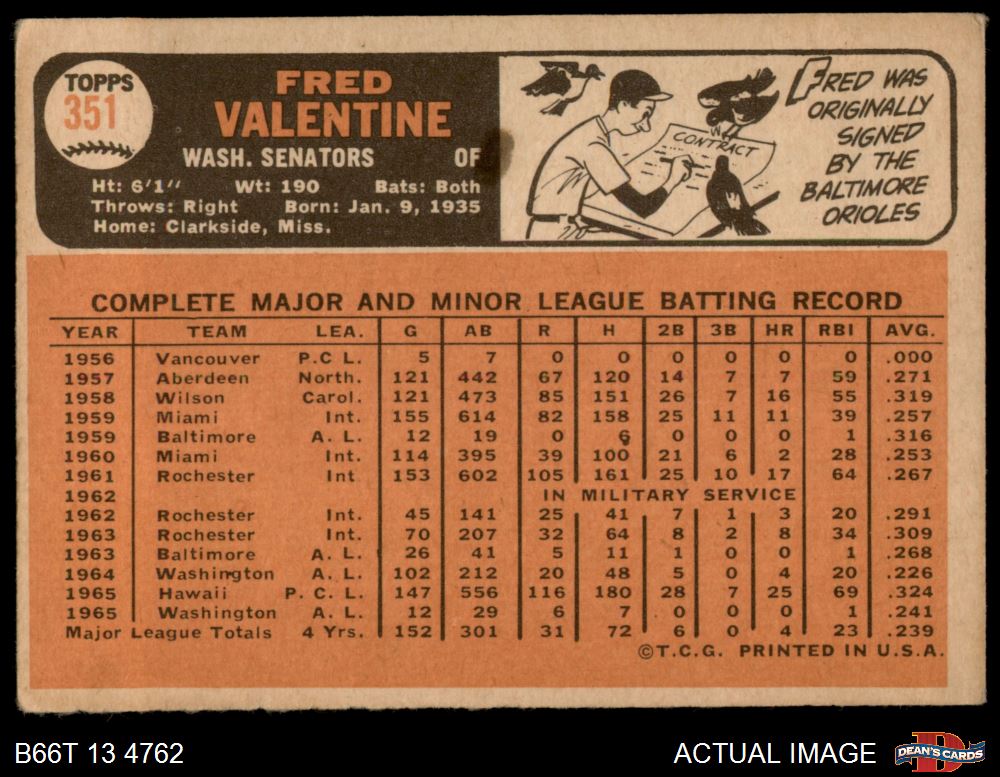 TOPPS
351
FRED
VALENTINE
WASH. SENATORS OF
Ht: 6'1" Wt: 190 Bats: Both
Throws: Right Born: Jan. 9, 1935
Home: Clarkside, Miss.
CONTRACT
FRED WAS
ORIGINALLY
SIGNED
BY THE
BALTIMORE
ORIOLES
COMPLETE MAJOR AND MINOR LEAGUE BATTING RECORD
YEAR TEAM LEA. G AB R H 2B 3B HR RBI AVG.
1956 Vancouver P.C L. 5 7 0 0 0 0 0 0 .000
1957 Aberdeen North. 121 442 67 120 14 7 7 59 .271
1958 Wilson Carol. 121 473 85 151 26 7 16 55 .319
1959 Miami Int. 155 614 82 158 25 11 11 39 .257
1959 Baltimore A. L. 12 19 0 6 0 0 0 1 .316
1960 Miami Int. 114 395 39 100 21 6 2 28 .253
1961 Rochester Int 153 602 105 161 25 10 17 64 .267
1962 IN MILITARY SERVICE
1962 Rochester Int. 45 141 25 41 7 1 3 20 .291
1963 Rochester Int. 70 207 32 64 8 2 8 34 .309
1963 Baltimore A. L. 26 41 5 11 1 0 0 1 .268
1964 Washington A. L. 102 212 20 48 5 0 4 20 .226
1965 Hawaii P. C. L. 147 556 116 180 28 7 25 69 .324
1965 Washington A. L. 12 29 6 7 0 0 0 1 .241
Major League Totals 4 Yrs. 152 301 31 72 6 0 4 23 .239
©T.C.G. PRINTED IN U.S.A.
B66T 13 4762
ACTUAL IMAGE
D
DEAN'S CARDS